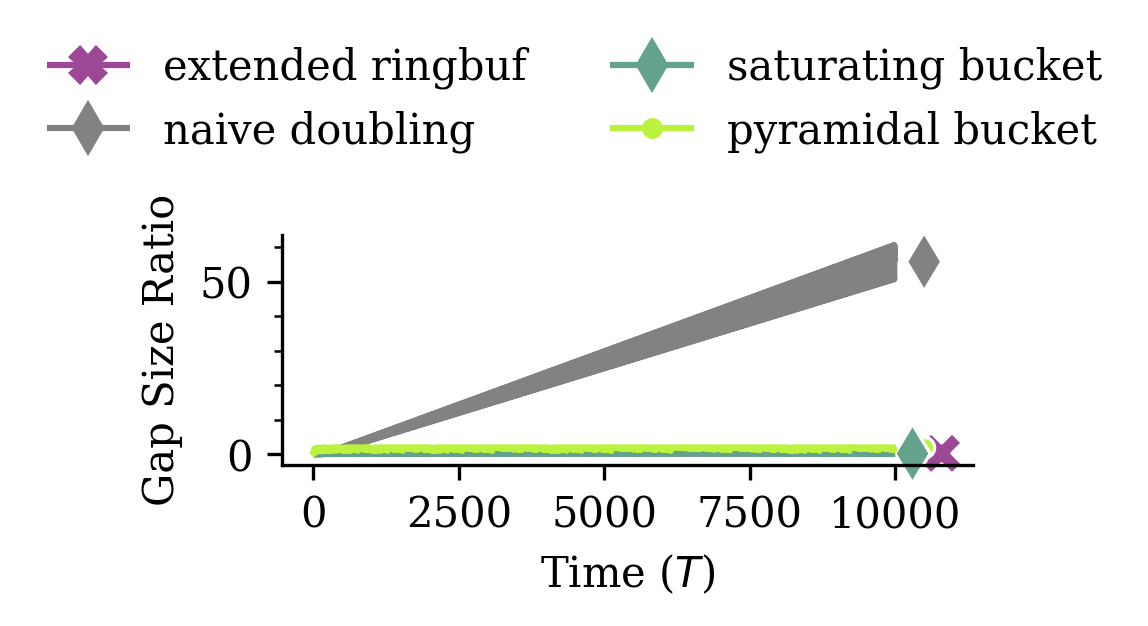 extended ringbuf
saturating bucket
naive doubling
pyramidal bucket
Gap Size Ratio
50
0
0 2500 5000 7500 10000
Time (T)